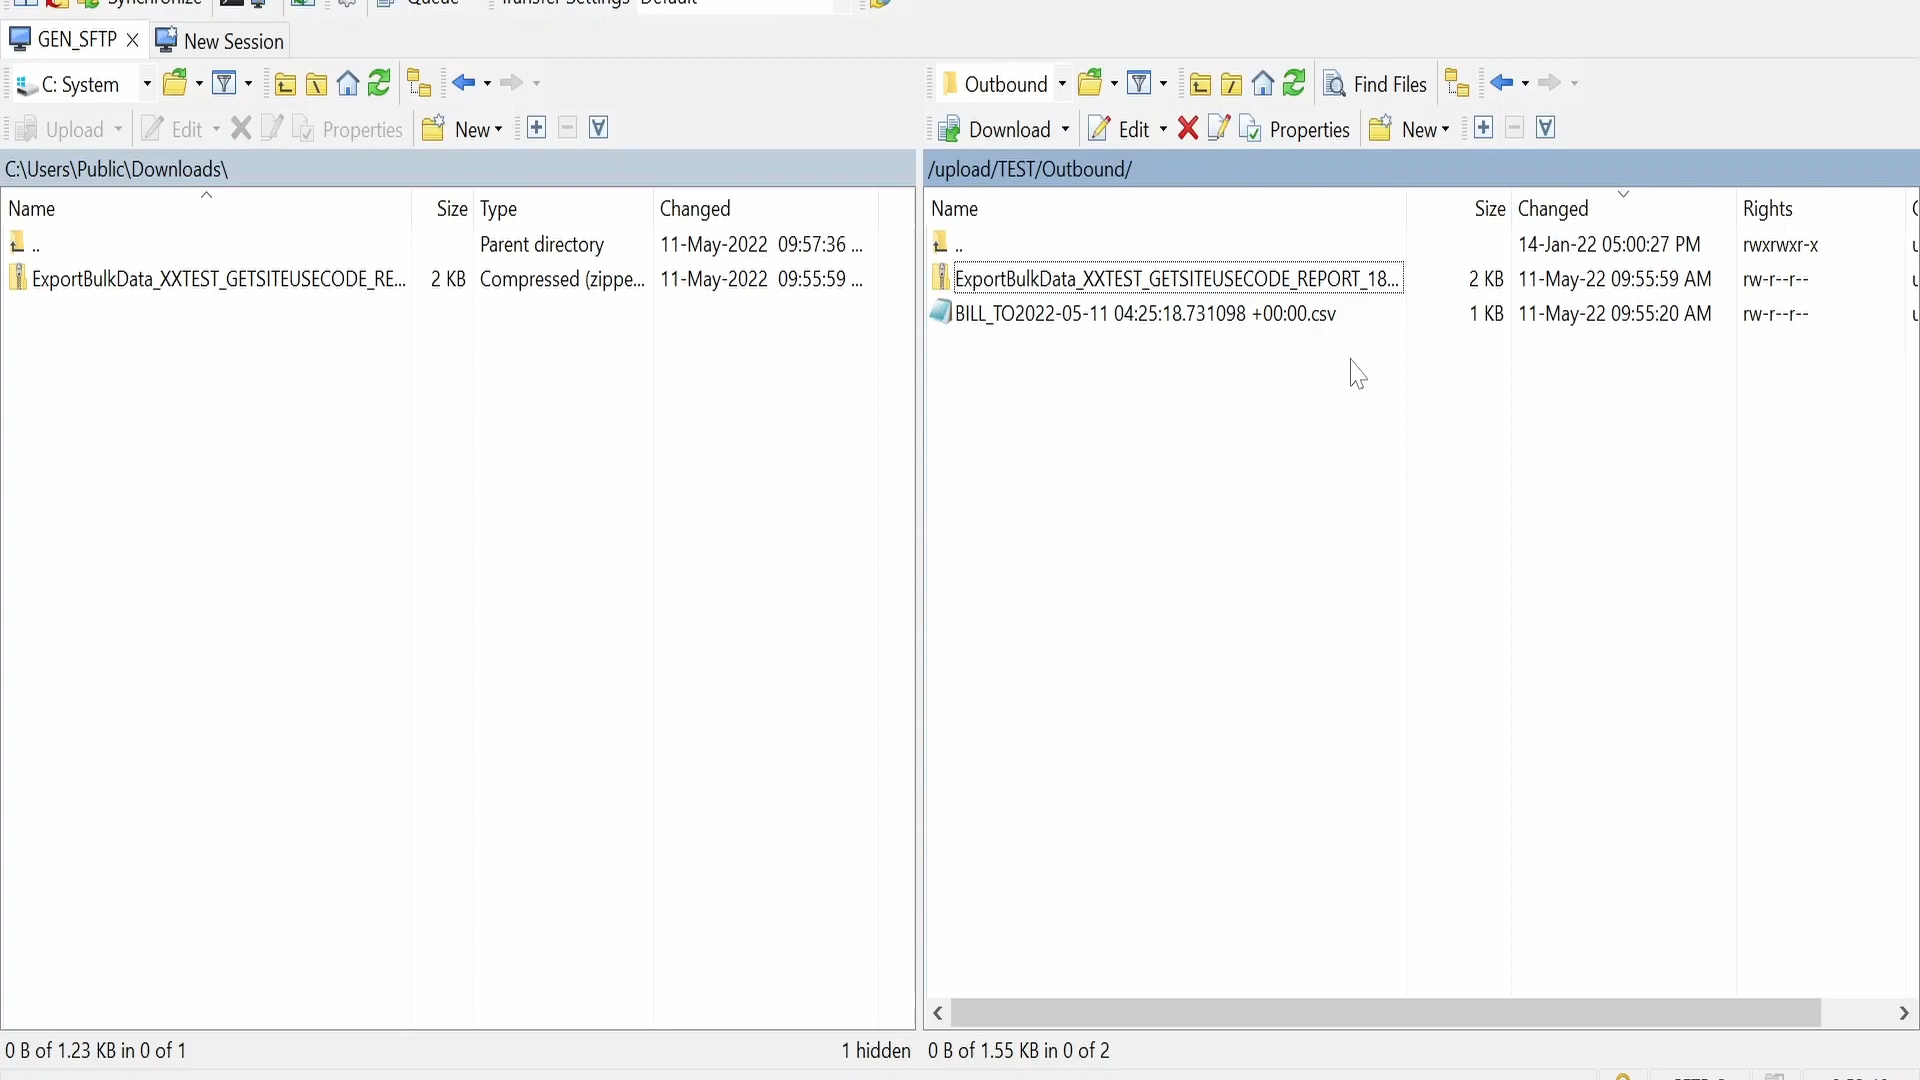 Synchronize Queue Transfer Settings Default
GEN_SFTP New Session
C: System
Outbound Find Files
Upload Edit Properties New
Download Edit Properties New
C:\Users\Public\Downloads\
/upload/TEST/Outbound/
Name Size Type Changed
.. Parent directory 11-May-2022 09:57:36 ...
ExportBulkData_XXTEST_GETSITEUSECODE_RE... 2 KB Compressed (zippe... 11-May-2022 09:55:59 ...
Name Size Changed Rights
.. 14-Jan-22 05:00:27 PM rwxrwxr-x
ExportBulkData_XXTEST_GETSITEUSECODE_REPORT_18... 2 KB 11-May-22 09:55:59 AM rw-r--r--
BILL_TO2022-05-11 04:25:18.731098 +00:00.csv 1 KB 11-May-22 09:55:20 AM rw-r--r--
0 B of 1.23 KB in 0 of 1 1 hidden
0 B of 1.55 KB in 0 of 2